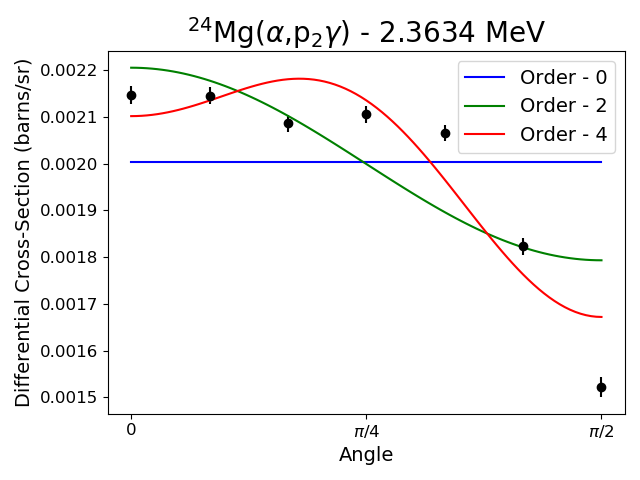 ²⁴Mg(α,p₂γ) - 2.3634 MeV
Order - 0
Order - 2
Order - 4
Differential Cross-Section (barns/sr)
0.0022
0.0021
0.0020
0.0019
0.0018
0.0017
0.0016
0.0015
0 π/4 π/2
Angle